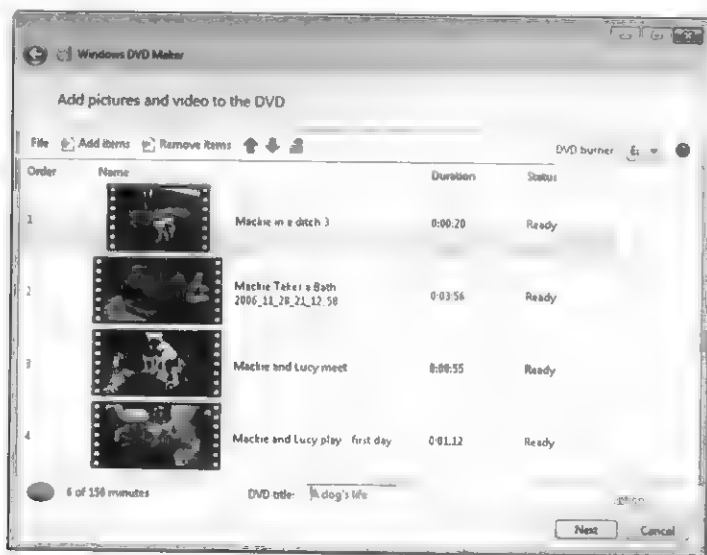 Windows DVD Maker
Add pictures and video to the DVD
File Add items Remove items DVD burner
Order Name Duration Status
1 Mackie in a ditch 3 0:00:20 Ready
2 Mackie Takes a Bath
2006_11_28_21_12_58 0:03:56 Ready
3 Mackie and Lucy meet 0:00:55 Ready
4 Mackie and Lucy play first day 0:01:12 Ready
6 of 150 minutes DVD title: A dog's life
Next Cancel